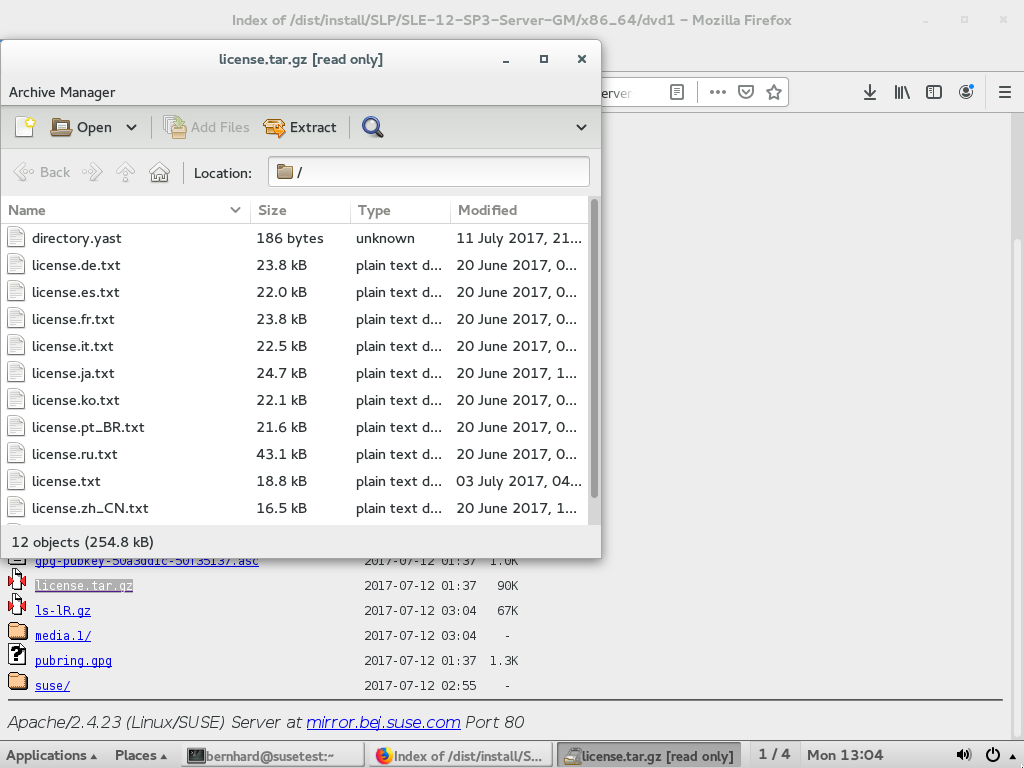 Index of /dist/install/SLP/SLE-12-SP3-Server-GM/x86_64/dvd1 – Mozilla Firefox
license.tar.gz [read only]
Archive Manager
erver
Open Add Files Extract
Back Location: /
Name Size Type Modified
directory.yast 186 bytes unknown 11 July 2017, 21...
license.de.txt 23.8 kB plain text d... 20 June 2017, 0...
license.es.txt 22.0 kB plain text d... 20 June 2017, 0...
license.fr.txt 23.8 kB plain text d... 20 June 2017, 0...
license.it.txt 22.5 kB plain text d... 20 June 2017, 0...
license.ja.txt 24.7 kB plain text d... 20 June 2017, 1...
license.ko.txt 22.1 kB plain text d... 20 June 2017, 0...
license.pt_BR.txt 21.6 kB plain text d... 20 June 2017, 0...
license.ru.txt 43.1 kB plain text d... 20 June 2017, 0...
license.txt 18.8 kB plain text d... 03 July 2017, 04...
license.zh_CN.txt 16.5 kB plain text d... 20 June 2017, 1...
12 objects (254.8 kB)
gpg-pubkey-50a3dd1c-50f35137.asc 2017-07-12 01:37 1.0K
license.tar.gz 2017-07-12 01:37 90K
ls-lR.gz 2017-07-12 03:04 67K
media.1/ 2017-07-12 03:04 -
pubring.gpg 2017-07-12 01:37 1.3K
suse/ 2017-07-12 02:55 -
Apache/2.4.23 (Linux/SUSE) Server at mirror.bej.suse.com Port 80
Applications Places bernhard@susetest:~ Index of /dist/install/S... license.tar.gz [read only] 1 / 4 Mon 13:04